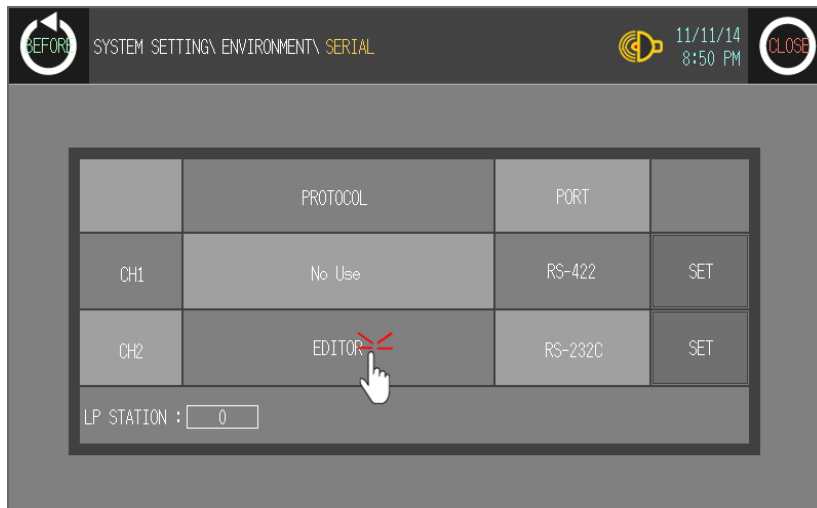 BEFORE SYSTEM SETTING\ ENVIRONMENT\ SERIAL 11/11/14 CLOSE
8:50 PM
PROTOCOL PORT
CH1 No Use RS-422 SET
CH2 EDITOR RS-232C SET
LP STATION : 0